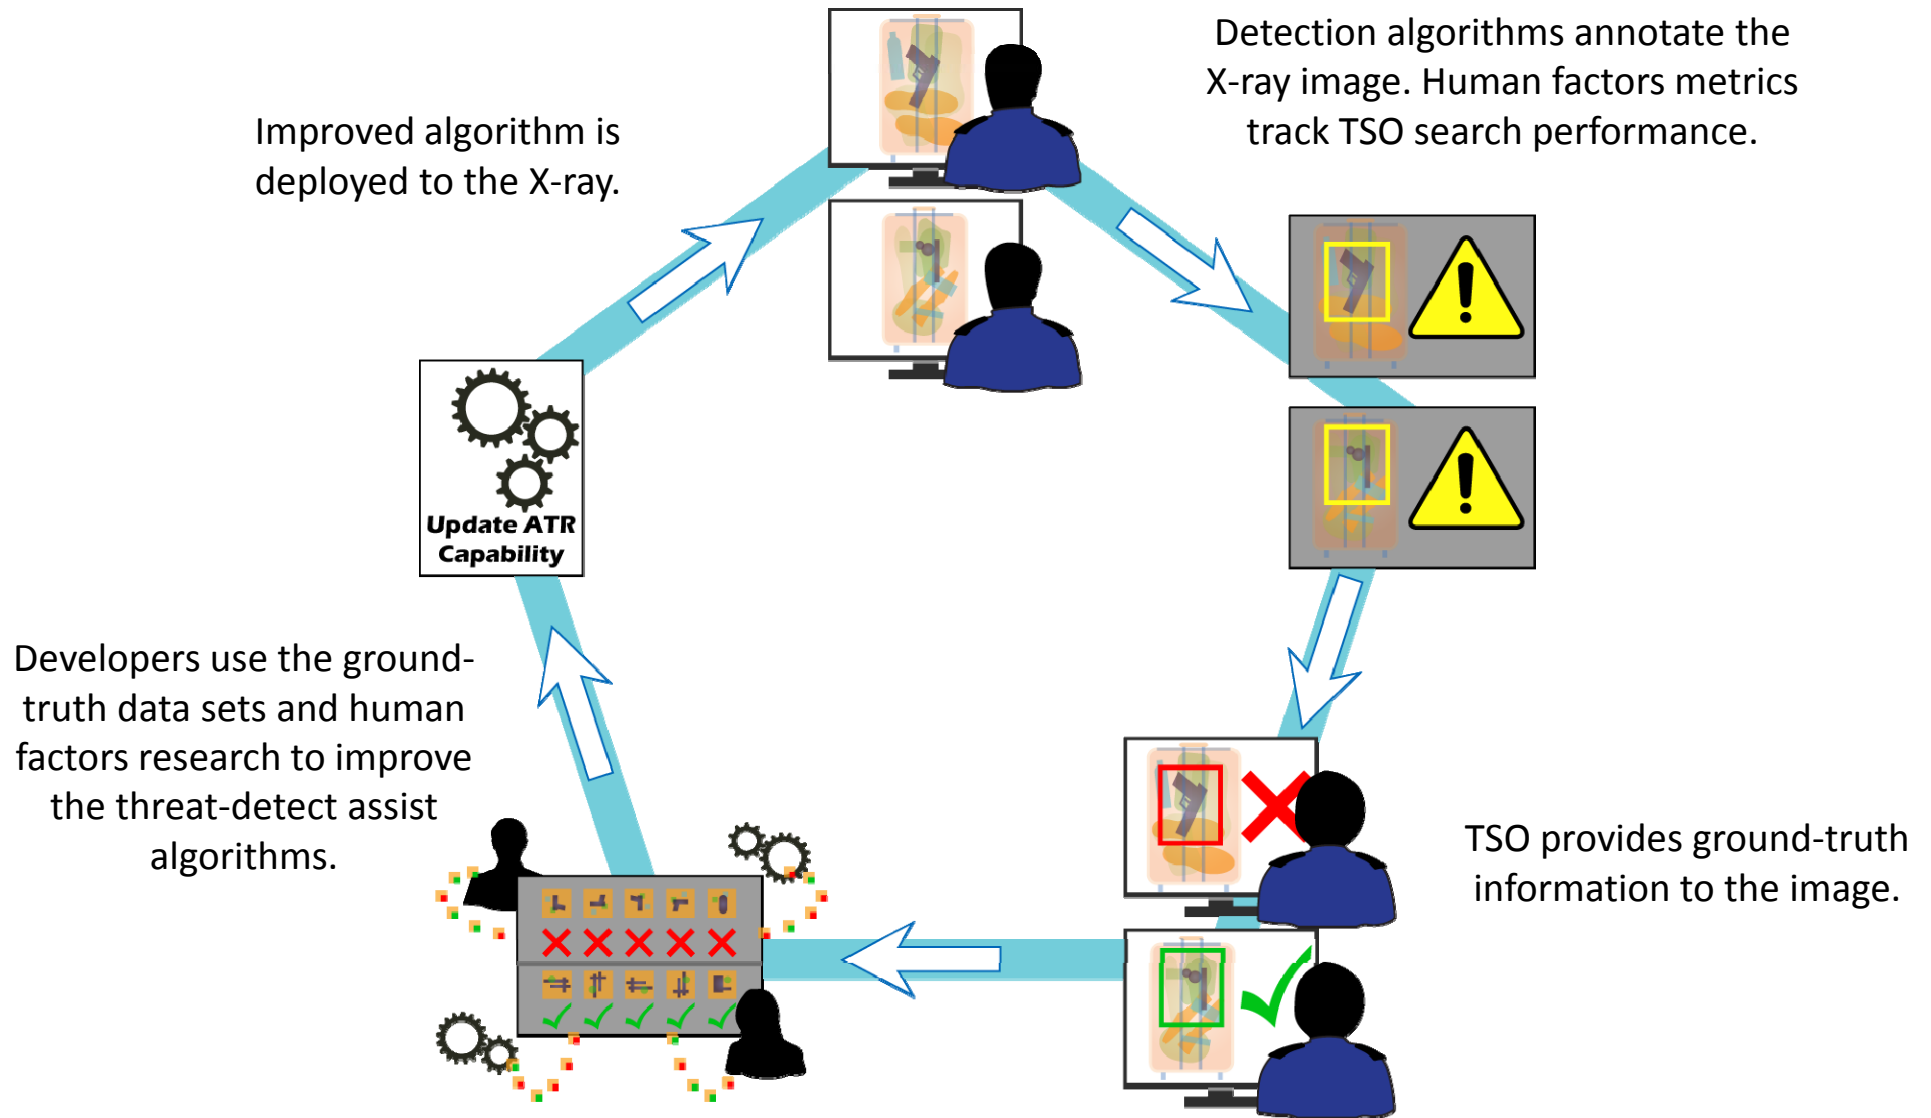 Detection algorithms annotate the
X-ray image. Human factors metrics
track TSO search performance.
Improved algorithm is
deployed to the X-ray.
Update ATR
Capability
Developers use the ground-
truth data sets and human
factors research to improve
the threat-detect assist
algorithms.
TSO provides ground-truth
information to the image.